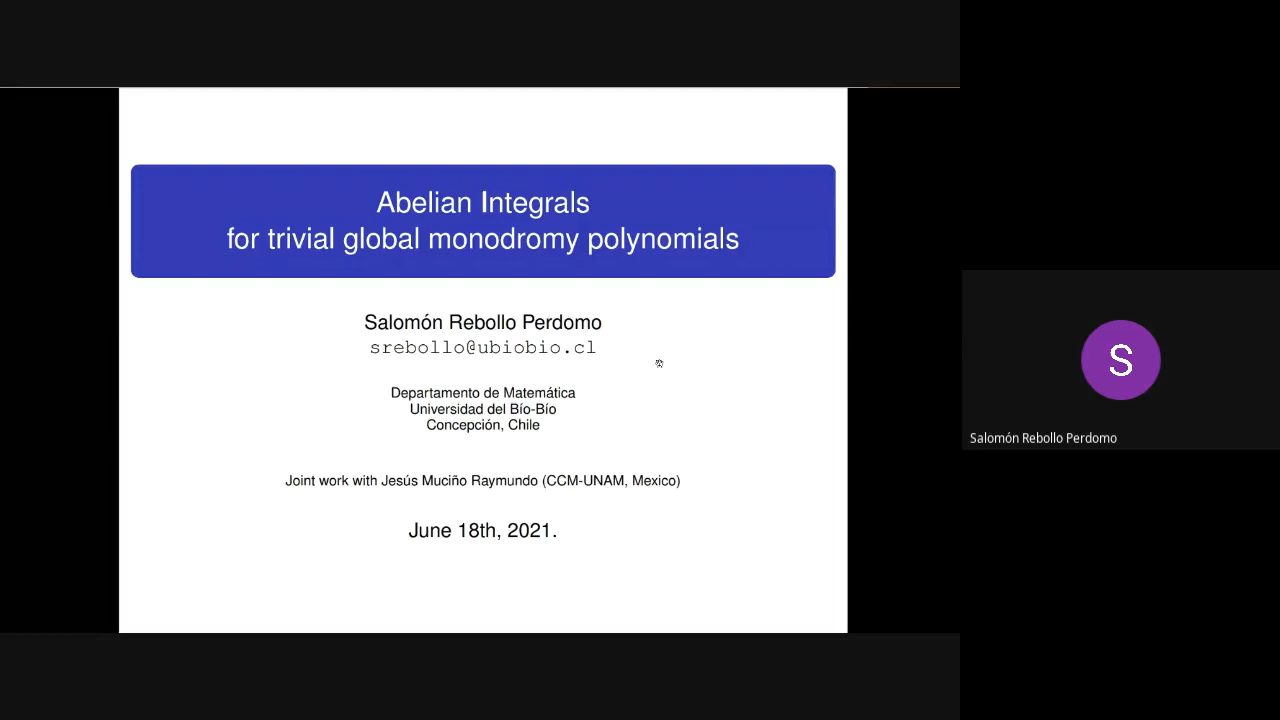 Abelian Integrals
for trivial global monodromy polynomials
Salomón Rebollo Perdomo
srebollo@ubiobio.cl
Departamento de Matemática
Universidad del Bío-Bío
Concepción, Chile
Joint work with Jesús Muciño Raymundo (CCM-UNAM, Mexico)
June 18th, 2021.
S
Salomón Rebollo Perdomo